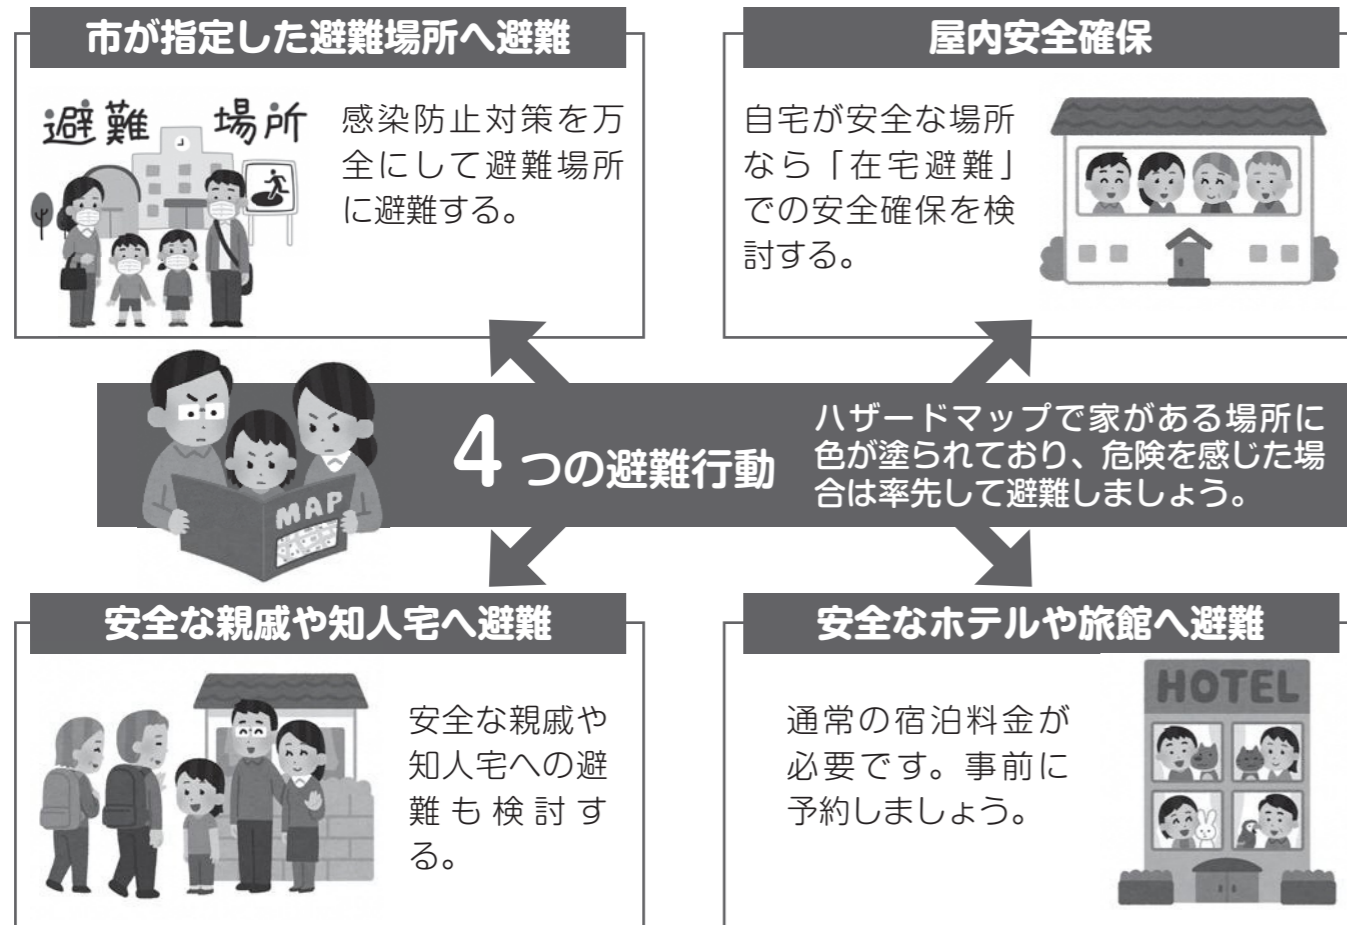 市が指定した避難場所へ避難
避難 場所
感染防止対策を万
全にして避難場所
に避難する。
屋内安全確保
自宅が安全な場所
なら「在宅避難」
での安全確保を検
討する。
MAP
4つの避難行動
ハザードマップで家がある場所に
色が塗られており、危険を感じた場
合は率先して避難しましょう。
安全な親戚や知人宅へ避難
安全な親戚や
知人宅への避
難も検討す
る。
安全なホテルや旅館へ避難
通常の宿泊料金が
必要です。事前に
予約しましょう。
HOTEL